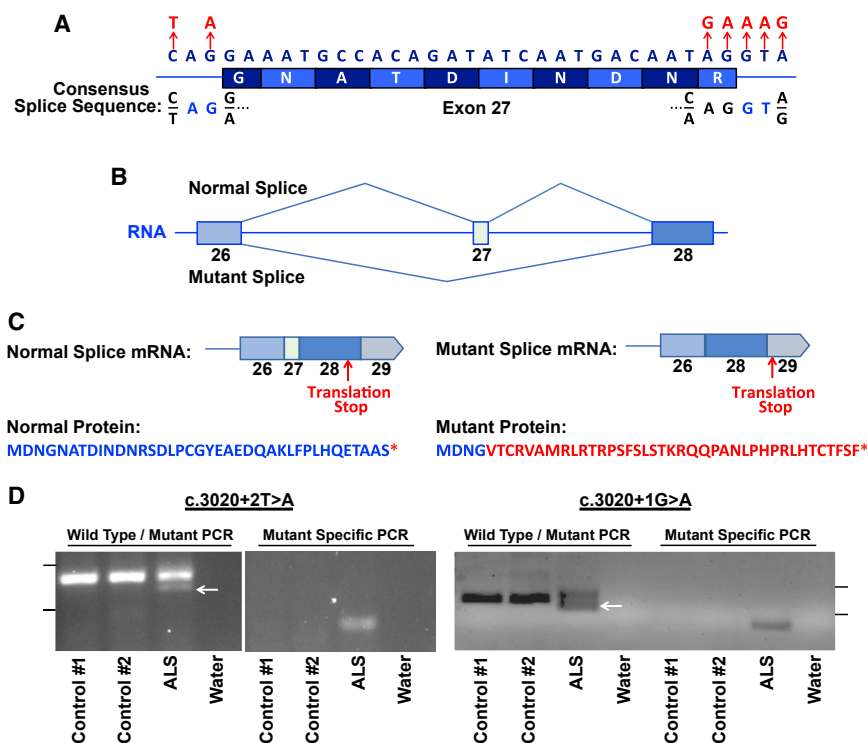 A
T A G A A A G
C A G G A A A T G C C A C A G A T A T C A A T G A C A A T A G G T A
G N A T D I N D N R
Consensus
Splice Sequence:
C
T
A G
G
A
...
Exon 27
...
C
A
A G G T
A
G
B
Normal Splice
RNA
26
27
28
Mutant Splice
C
Normal Splice mRNA:
26 27 28 29
Translation
Stop
Mutant Splice mRNA:
26 28 29
Translation
Stop
Normal Protein:
MDNGNATDINDNRSDLPCGYEAEDQAKLFPLHQETAAS*
Mutant Protein:
MDNGVTCRVAMRLRTRPSFSLSTKRQQPANLPHPRLHTCTFSF*
D
c.3020+2T>A
c.3020+1G>A
Wild Type / Mutant PCR
Mutant Specific PCR
Wild Type / Mutant PCR
Mutant Specific PCR
Control #1
Control #2
ALS
Water
Control #1
Control #2
ALS
Water
Control #1
Control #2
ALS
Water
Control #1
Control #2
ALS
Water